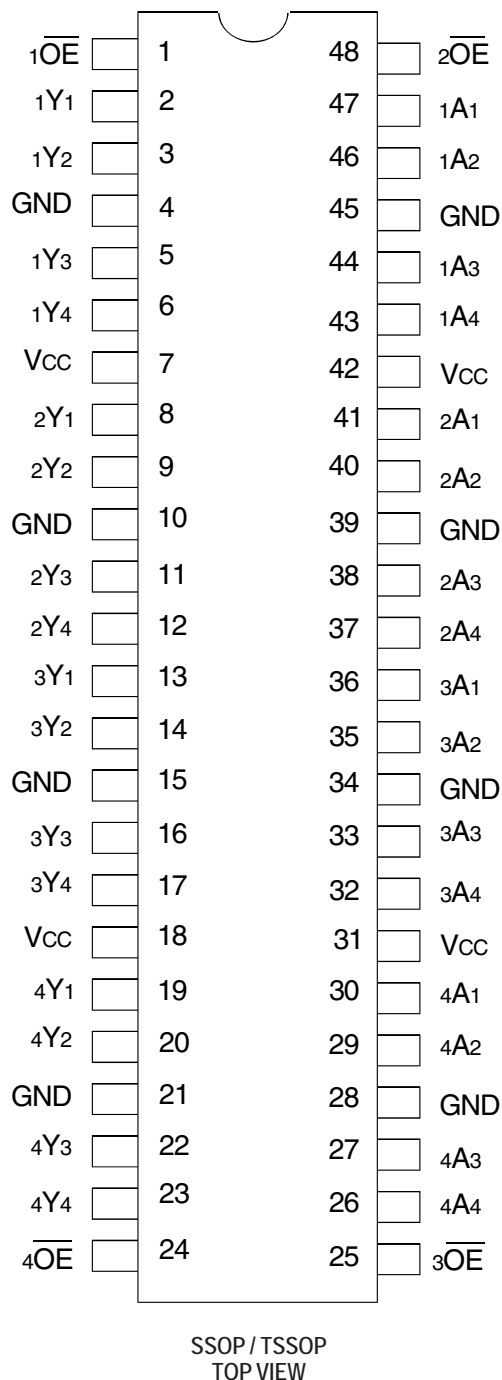 1OE 1 48 2OE
1Y1 2 47 1A1
1Y2 3 46 1A2
GND 4 45 GND
1Y3 5 44 1A3
1Y4 6 43 1A4
VCC 7 42 VCC
2Y1 8 41 2A1
2Y2 9 40 2A2
GND 10 39 GND
2Y3 11 38 2A3
2Y4 12 37 2A4
3Y1 13 36 3A1
3Y2 14 35 3A2
GND 15 34 GND
3Y3 16 33 3A3
3Y4 17 32 3A4
VCC 18 31 VCC
4Y1 19 30 4A1
4Y2 20 29 4A2
GND 21 28 GND
4Y3 22 27 4A3
4Y4 23 26 4A4
4OE 24 25 3OE
SSOP / TSSOP
TOP VIEW